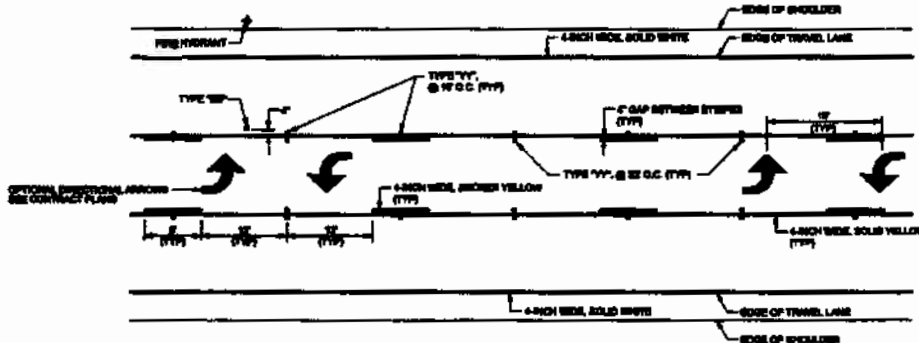 EDGE OF SHOULDER
FIRE HYDRANT
4-INCH WIDE, SOLID WHITE
EDGE OF TRAVEL LANE
TYPE "YY",
(TYP)
TYPE
4" GAP BETWEEN STRIPES
(TYP)
(TYP)
TYPE "YY", @ O.C. (TYP)
OPTIONAL DIRECTIONAL ARROWS
SEE CONTRACT PLANS
4-INCH WIDE, BROKEN YELLOW
(TYP)
(TYP)
(TYP)
(TYP)
4-INCH WIDE, SOLID YELLOW
(TYP)
4-INCH WIDE, SOLID WHITE
EDGE OF TRAVEL LANE
EDGE OF SHOULDER